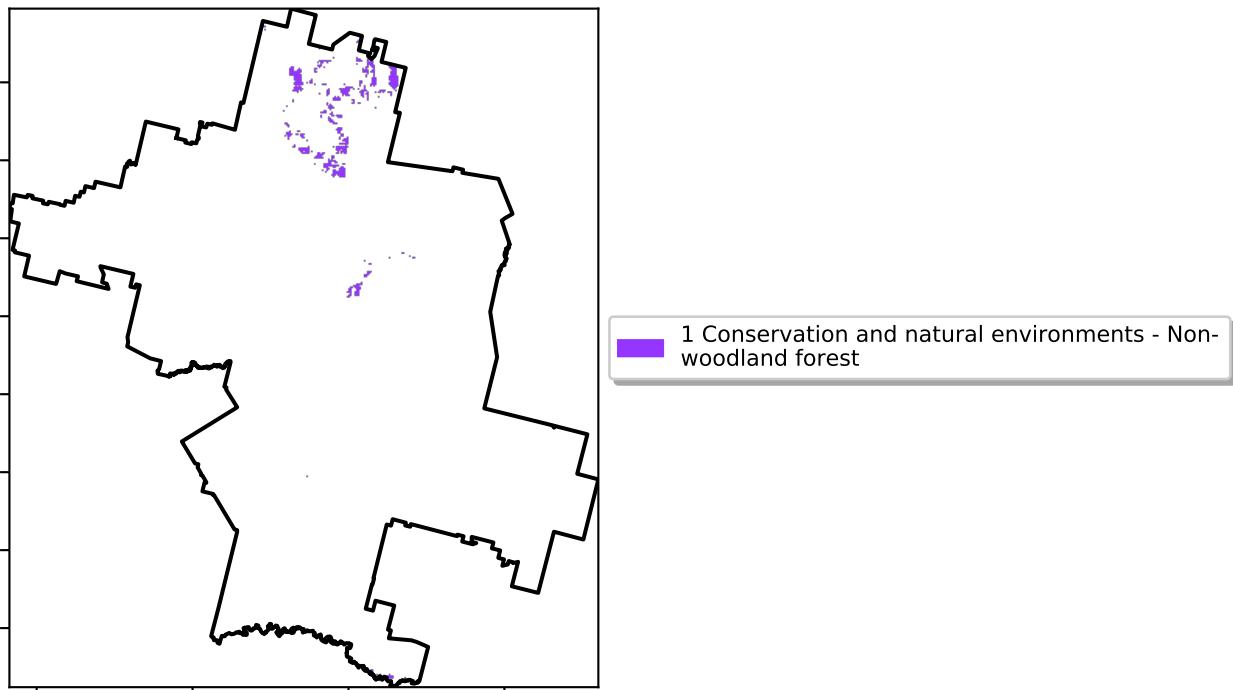 1 Conservation and natural environments - Non-
woodland forest